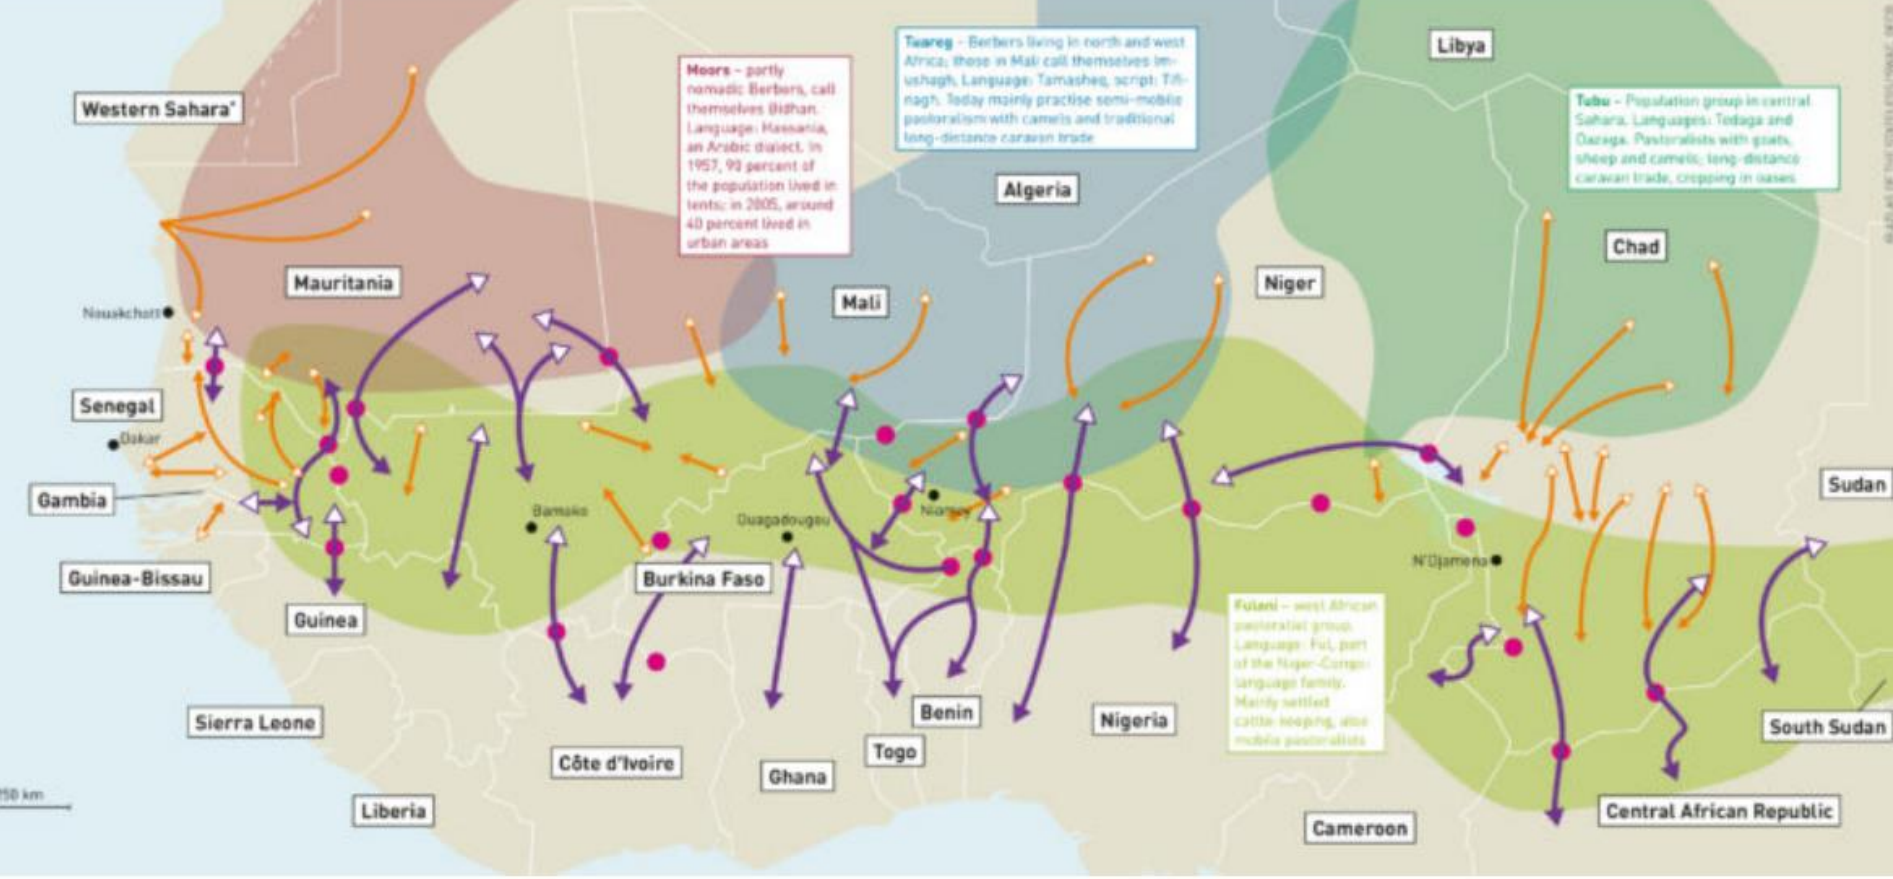 Western Sahara*
Moors – partly
nomadic Berbers, call
themselves Bidhan.
Language: Hassania,
an Arabic dialect. In
1957, 90 percent of
the population lived in
tents; in 2005, around
40 percent lived in
urban areas
Tuareg – Berbers living in north and west
Africa; those in Mali call themselves Im-
ushagh. Language: Tamasheq, script: Tifi-
nagh. Today mainly practise semi-mobile
pastoralism with camels and traditional
long-distance caravan trade
Libya
Tubu – Population group in central
Sahara. Languages: Tedaga and
Dazaga. Pastoralists with goats,
sheep and camels; long-distance
caravan trade, cropping in oases
Algeria
Chad
Mauritania
Mali
Niger
Nouakchott
Senegal
Dakar
Gambia
Sudan
Bamako
Ouagadougou
Niamey
N'Djamena
Guinea-Bissau
Burkina Faso
Guinea
Fulani – west African
pastoralist group.
Language: Ful, part
of the Niger-Congo
language family.
Mainly settled
cattle-keeping, also
mobile pastoralists
Sierra Leone
Benin
Nigeria
South Sudan
Togo
Côte d'Ivoire
Ghana
250 km
Liberia
Central African Republic
Cameroon